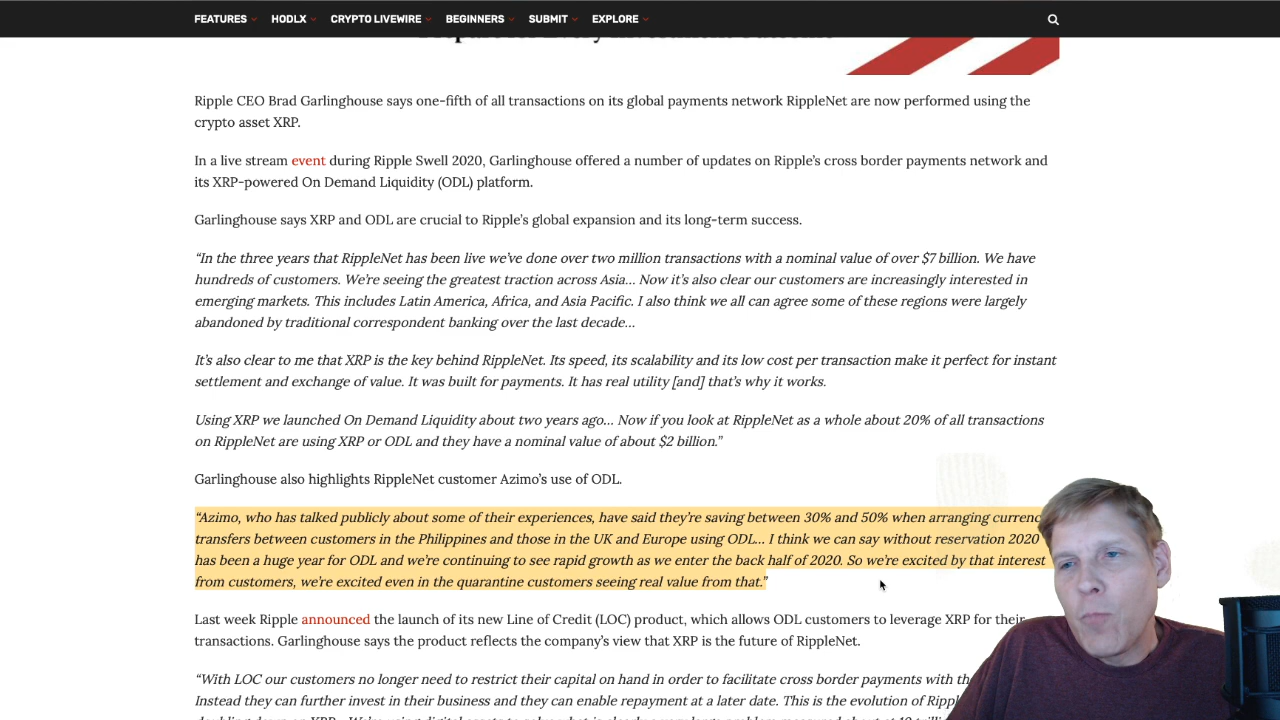 FEATURES HODLX CRYPTO LIVEWIRE BEGINNERS SUBMIT EXPLORE
Ripple CEO Brad Garlinghouse says one-fifth of all transactions on its global payments network RippleNet are now performed using the
crypto asset XRP.
In a live stream event during Ripple Swell 2020, Garlinghouse offered a number of updates on Ripple’s cross border payments network and
its XRP-powered On Demand Liquidity (ODL) platform.
Garlinghouse says XRP and ODL are crucial to Ripple’s global expansion and its long-term success.
“In the three years that RippleNet has been live we’ve done over two million transactions with a nominal value of over $7 billion. We have
hundreds of customers. We’re seeing the greatest traction across Asia… Now it’s also clear our customers are increasingly interested in
emerging markets. This includes Latin America, Africa, and Asia Pacific. I also think we all can agree some of these regions were largely
abandoned by traditional correspondent banking over the last decade…
It’s also clear to me that XRP is the key behind RippleNet. Its speed, its scalability and its low cost per transaction make it perfect for instant
settlement and exchange of value. It was built for payments. It has real utility [and] that’s why it works.
Using XRP we launched On Demand Liquidity about two years ago… Now if you look at RippleNet as a whole about 20% of all transactions
on RippleNet are using XRP or ODL and they have a nominal value of about $2 billion.”
Garlinghouse also highlights RippleNet customer Azimo’s use of ODL.
“Azimo, who has talked publicly about some of their experiences, have said they’re saving between 30% and 50% when arranging
transfers between customers in the Philippines and those in the UK and Europe using ODL… I think we can say without reservation 2020
has been a huge year for ODL and we’re continuing to see rapid growth as we enter the back half of 2020. So we’re excited by that interest
from customers, we’re excited even in the quarantine customers seeing real value from that.”
Last week Ripple announced the launch of its new Line of Credit (LOC) product, which allows ODL customers to leverage XRP for their
transactions. Garlinghouse says the product reflects the company’s view that XRP is the future of RippleNet.
“With LOC our customers no longer need to restrict their capital on hand in order to facilitate cross border payments with
Instead they can further invest in their business and they can enable repayment at a later date. This is the evolution of